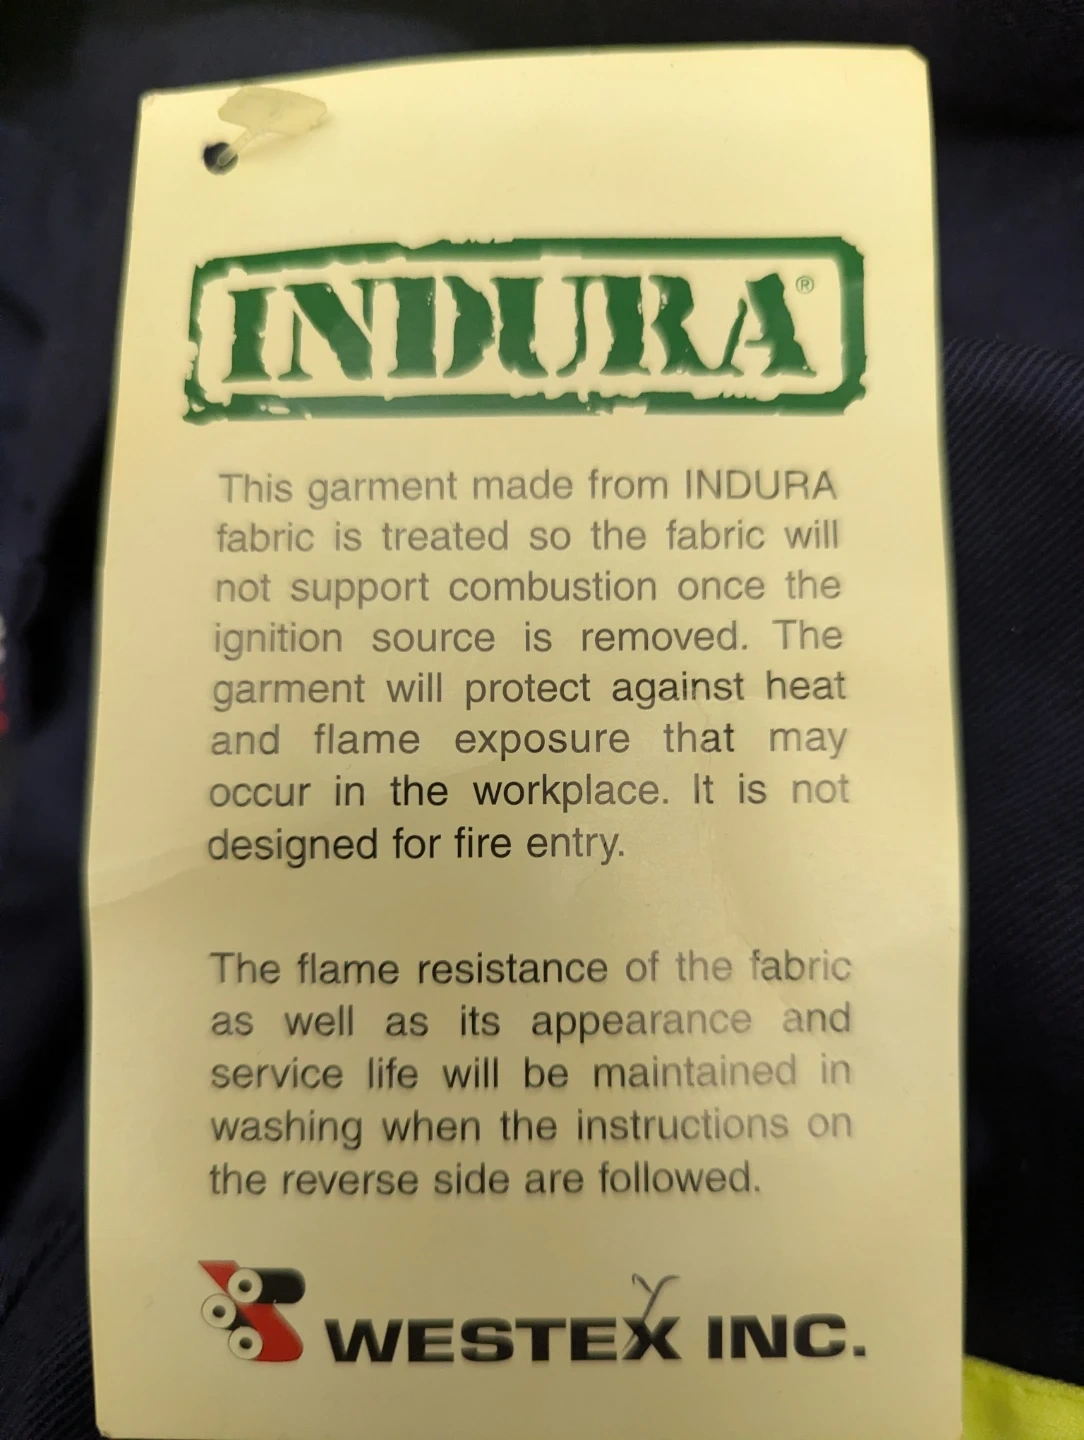 INDURA®
This garment made from INDURA
fabric is treated so the fabric will
not support combustion once the
ignition source is removed. The
garment will protect against heat
and flame exposure that may
occur in the workplace. It is not
designed for fire entry.
The flame resistance of the fabric
as well as its appearance and
service life will be maintained in
washing when the instructions on
the reverse side are followed.
WESTEX INC.